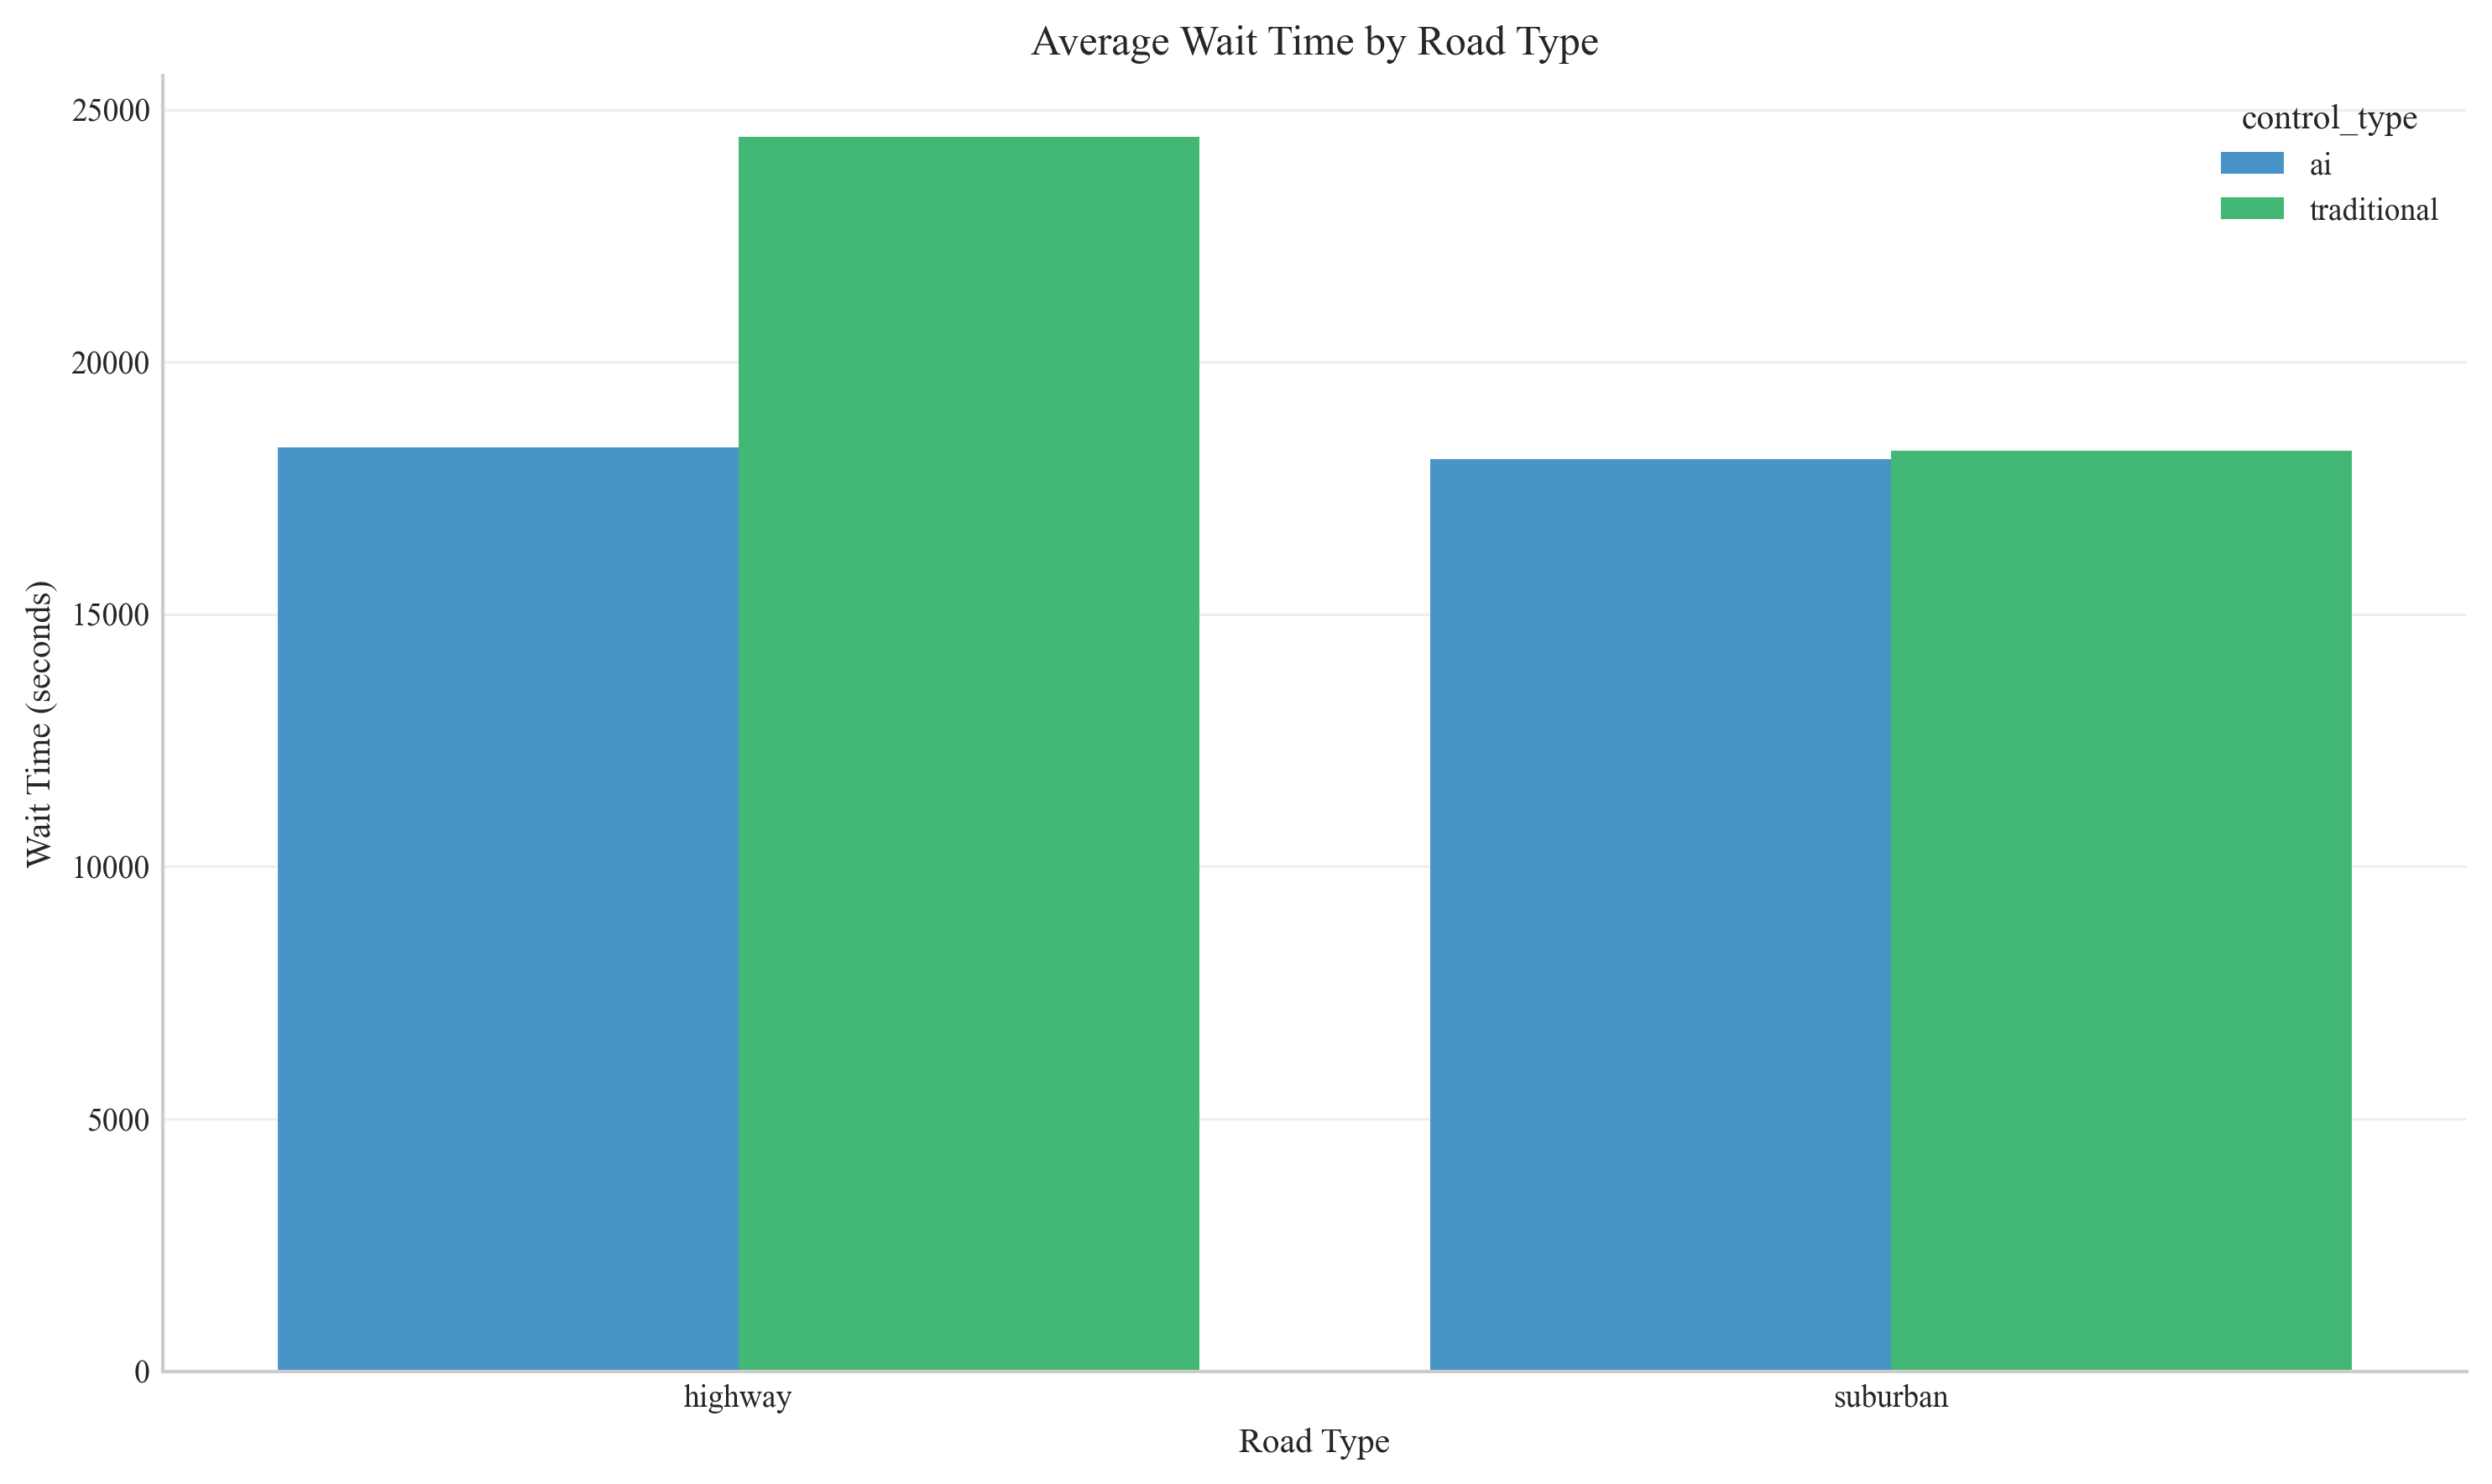 Average Wait Time by Road Type
25000
20000
15000
10000
5000
0
Wait Time (seconds)
control_type
ai
traditional
highway
suburban
Road Type